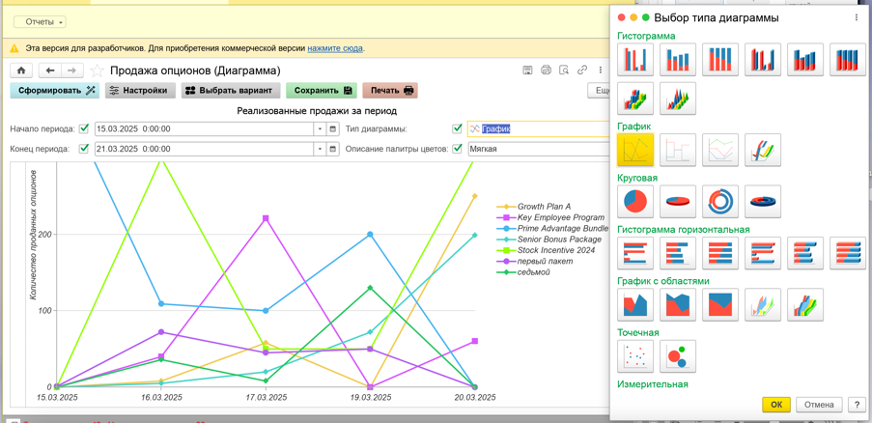 Отчеты
Эта версия для разработчиков. Для приобретения коммерческой версии нажмите сюда.
Продажа опционов (Диаграмма)
Сформировать Настройки Выбрать вариант Сохранить Печать Ещё
Реализованные продажи за период
Начало периода: 15.03.2025 0:00:00 Тип диаграммы: График
Конец периода: 21.03.2025 0:00:00 Описание палитры цветов: Мягкая
Количество проданных опционов
200
100
0
15.03.2025 16.03.2025 17.03.2025 19.03.2025 20.03.2025
Growth Plan A
Key Employee Program
Prime Advantage Bundle
Senior Bonus Package
Stock Incentive 2024
первый пакет
седьмой
Выбор типа диаграммы
Гистограмма
График
Круговая
Гистограмма горизонтальная
График с областями
Точечная
Измерительная
ОК Отмена ?